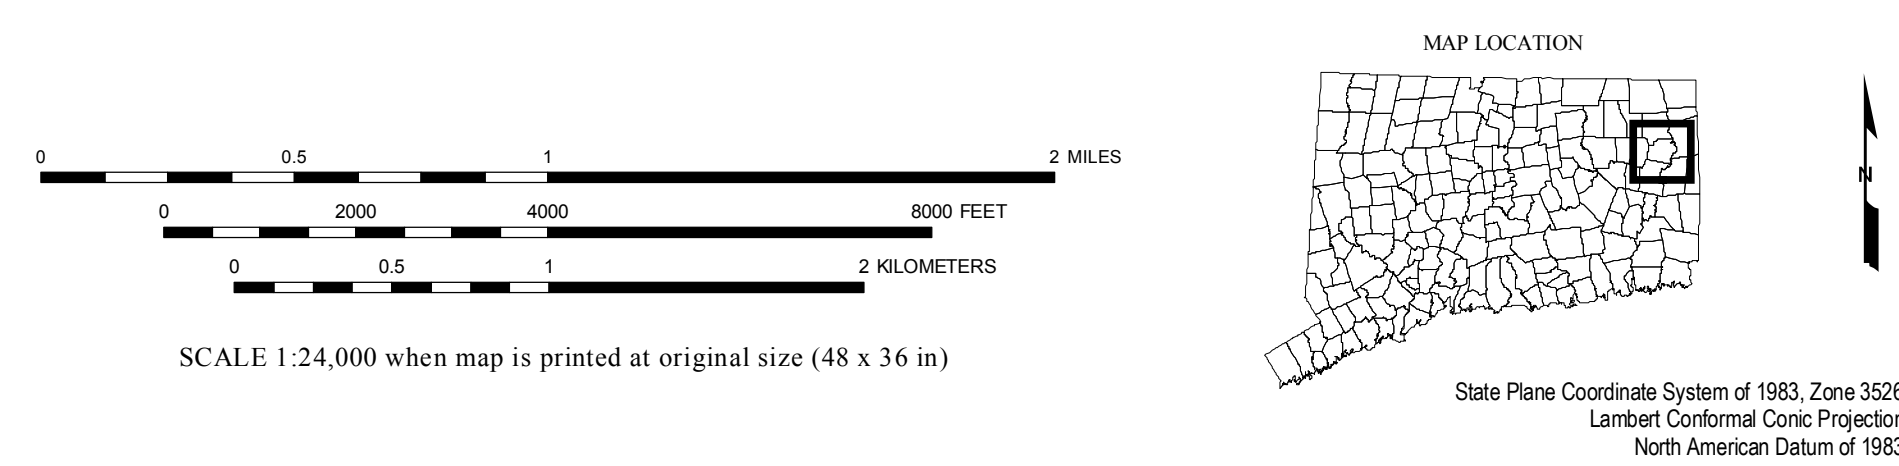 0 0.5 1 2 MILES
0 2000 4000 8000 FEET
0 0.5 1 2 KILOMETERS
SCALE 1:24,000 when map is printed at original size (48 x 36 in)
MAP LOCATION
N
State Plane Coordinate System of 1983, Zone 3526
Lambert Conformal Conic Projection
North American Datum of 1983